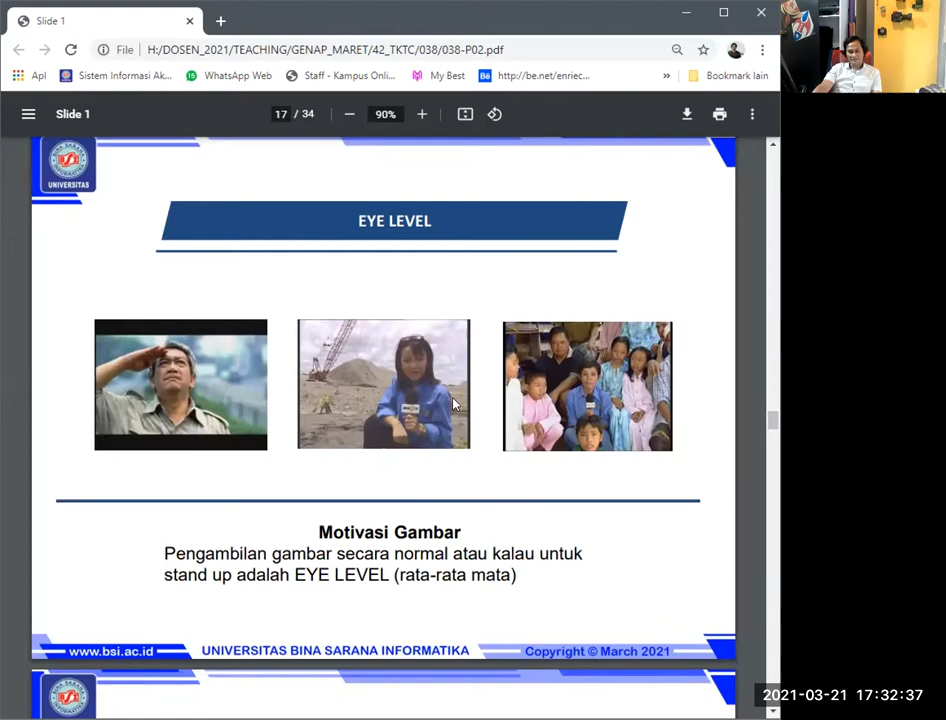 Slide 1
File H:/DOSEN_2021/TEACHING/GENAP_MARET/42_TKTC/038/038-P02.pdf
Apl Sistem Informasi Ak... WhatsApp Web Staff - Kampus Onli... My Best Bē http://be.net/enriec... » Bookmark lain
Slide 1 17 / 34 90%
UNIVERSITAS
EYE LEVEL
Motivasi Gambar
Pengambilan gambar secara normal atau kalau untuk
stand up adalah EYE LEVEL (rata-rata mata)
www.bsi.ac.id UNIVERSITAS BINA SARANA INFORMATIKA Copyright © March 2021
2021-03-21 17:32:37